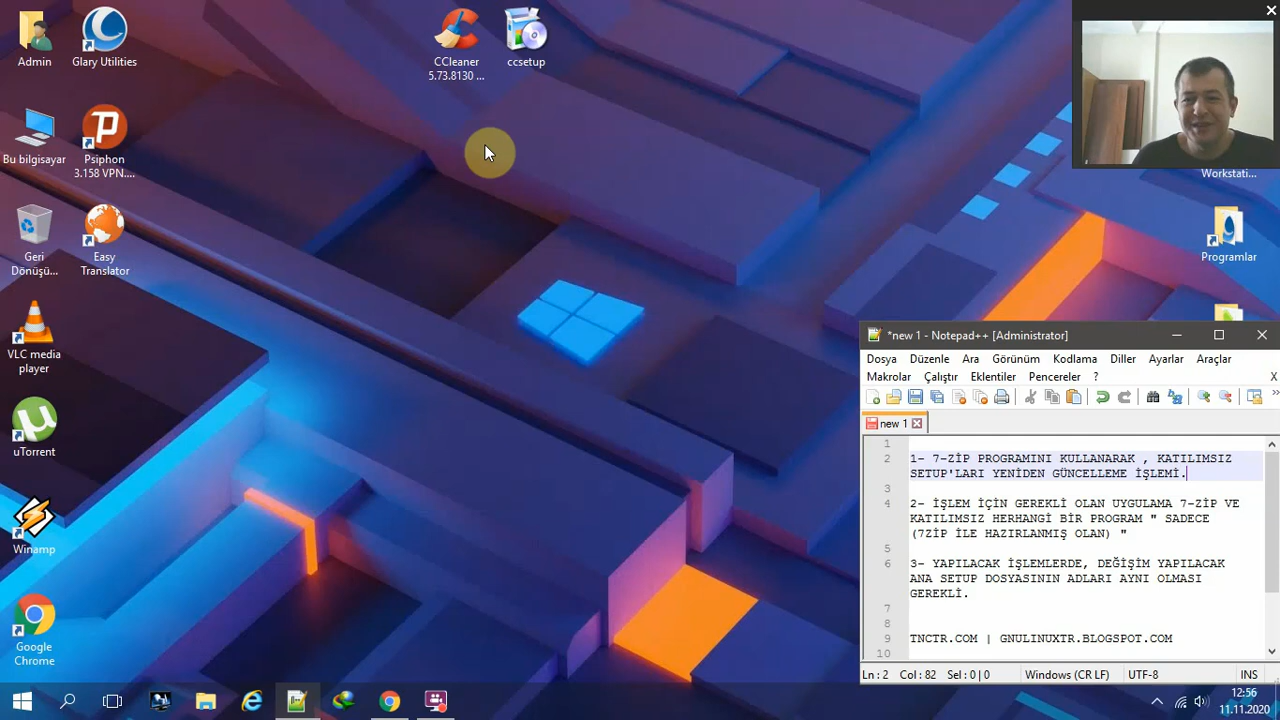 Admin
Glary Utilities
CCleaner
5.73.8130 ...
ccsetup
Bu bilgisayar
Psiphon
3.158 VPN....
Workstati...
Geri
Dönüşü...
Easy
Translator
Programlar
VLC media
player
uTorrent
Winamp
Google
Chrome
*new 1 - Notepad++ [Administrator]
Dosya Düzenle Ara Görünüm Kodlama Diller Ayarlar Araçlar
Makrolar Çalıştır Eklentiler Pencereler ? X
new 1
1
2 1- 7-ZİP PROGRAMINI KULLANARAK , KATILIMSIZ
SETUP'LARI YENİDEN GÜNCELLEME İŞLEMİ.
3
4 2- İŞLEM İÇİN GEREKLİ OLAN UYGULAMA 7-ZİP VE
KATILIMSIZ HERHANGİ BİR PROGRAM " SADECE
(7ZİP İLE HAZIRLANMIŞ OLAN) "
5
6 3- YAPILACAK İŞLEMLERDE, DEĞİŞİM YAPILACAK
ANA SETUP DOSYASININ ADLARI AYNI OLMASI
GEREKLİ.
7
8
9 TNCTR.COM | GNULINUXTR.BLOGSPOT.COM
10
Ln : 2 Col : 82 Sel : 0 | 0 Windows (CR LF) UTF-8 INS
12:56
11.11.2020